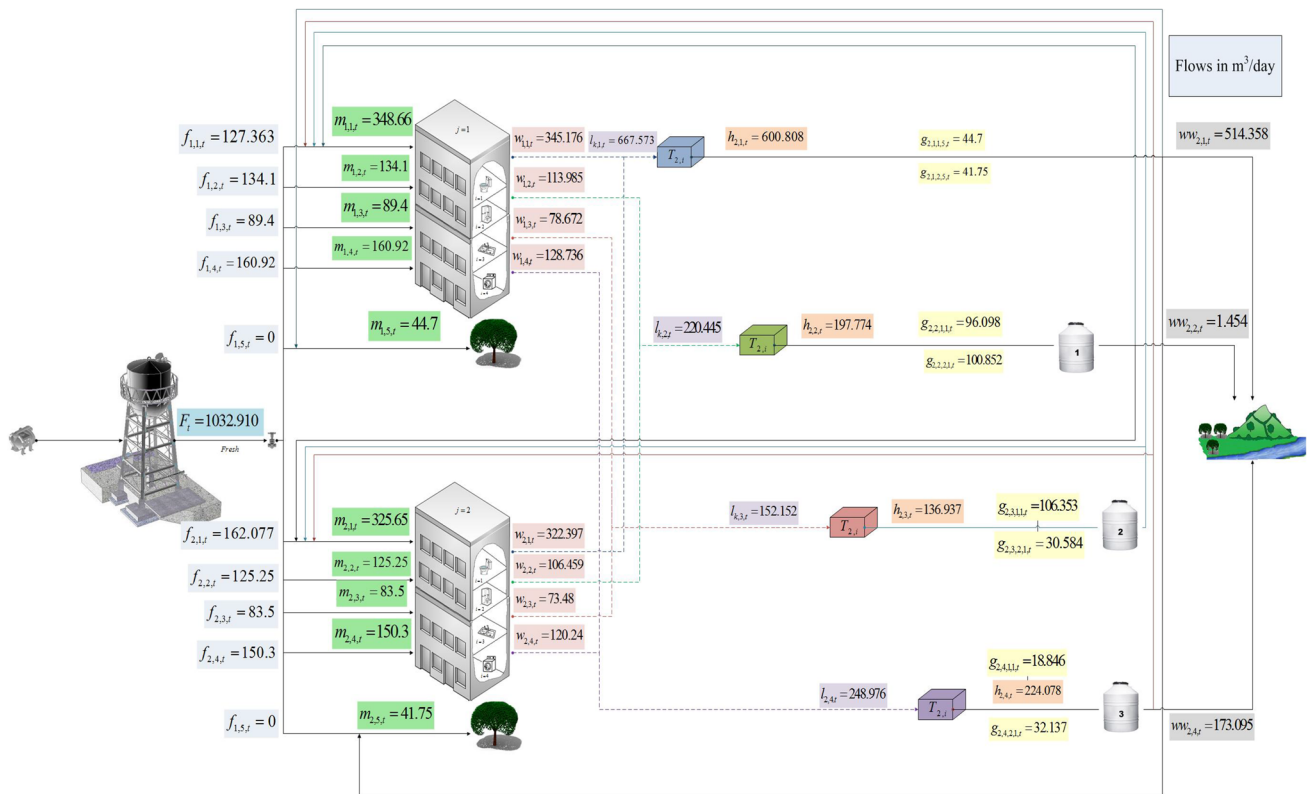 Flows in m³/day
f₁,₁,ₜ = 127.363
f₁,₂,ₜ = 134.1
f₁,₃,ₜ = 89.4
f₁,₄,ₜ = 160.92
f₁,₅,ₜ = 0
m₁,₁,ₜ = 348.66
m₁,₂,ₜ = 134.1
m₁,₃,ₜ = 89.4
m₁,₄,ₜ = 160.92
m₁,₅,ₜ = 44.7
j = 1
i = 1
i = 2
i = 3
i = 4
w₁,₁,ₜ = 345.176
w₁,₂,ₜ = 113.985
w₁,₃,ₜ = 78.672
w₁,₄,ₜ = 128.736
lₖ,₁,ₜ = 667.573
T₂,ᵢ
h₂,₁,ₜ = 600.808
g₂,₁,₁,₅,ₜ = 44.7
g₂,₁,₂,₅,ₜ = 41.75
ww₂,₁,ₜ = 514.358
lₖ,₂,ₜ = 220.445
T₂,ᵢ
h₂,₂,ₜ = 197.774
g₂,₂,₁,₁,ₜ = 96.098
g₂,₂,₂,₁,ₜ = 100.852
1
ww₂,₂,ₜ = 1.454
Fₜ = 1032.910
Fresh
f₂,₁,ₜ = 162.077
f₂,₂,ₜ = 125.25
f₂,₃,ₜ = 83.5
f₂,₄,ₜ = 150.3
f₁,₅,ₜ = 0
m₂,₁,ₜ = 325.65
m₂,₂,ₜ = 125.25
m₂,₃,ₜ = 83.5
m₂,₄,ₜ = 150.3
m₂,₅,ₜ = 41.75
j = 2
i = 1
i = 2
i = 3
i = 4
w₂,₁,ₜ = 322.397
w₂,₂,ₜ = 106.459
w₂,₃,ₜ = 73.48
w₂,₄,ₜ = 120.24
lₖ,₃,ₜ = 152.152
T₂,ᵢ
h₂,₃,ₜ = 136.937
g₂,₃,₁,₁,ₜ = 106.353
g₂,₃,₂,₁,ₜ = 30.584
2
l₂,₄,ₜ = 248.976
T₂,ᵢ
g₂,₄,₁,₁,ₜ = 18.846
h₂,₄,ₜ = 224.078
g₂,₄,₂,₁,ₜ = 32.137
3
ww₂,₄,ₜ = 173.095